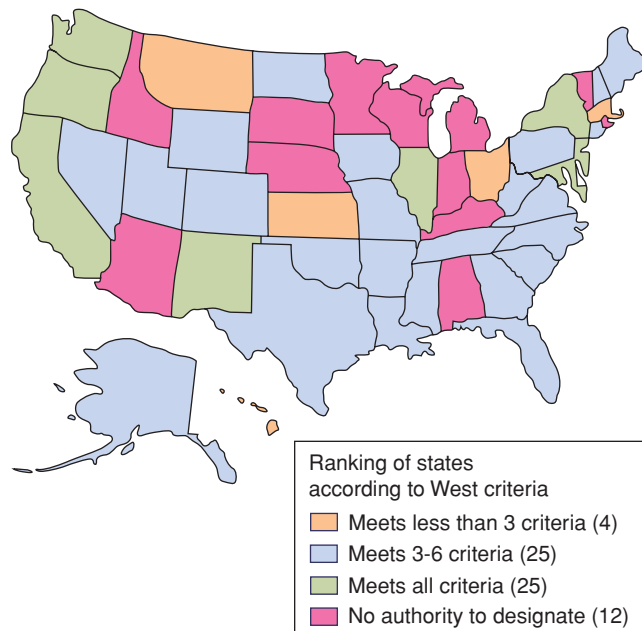 Ranking of states
according to West criteria
Meets less than 3 criteria (4)
Meets 3-6 criteria (25)
Meets all criteria (25)
No authority to designate (12)